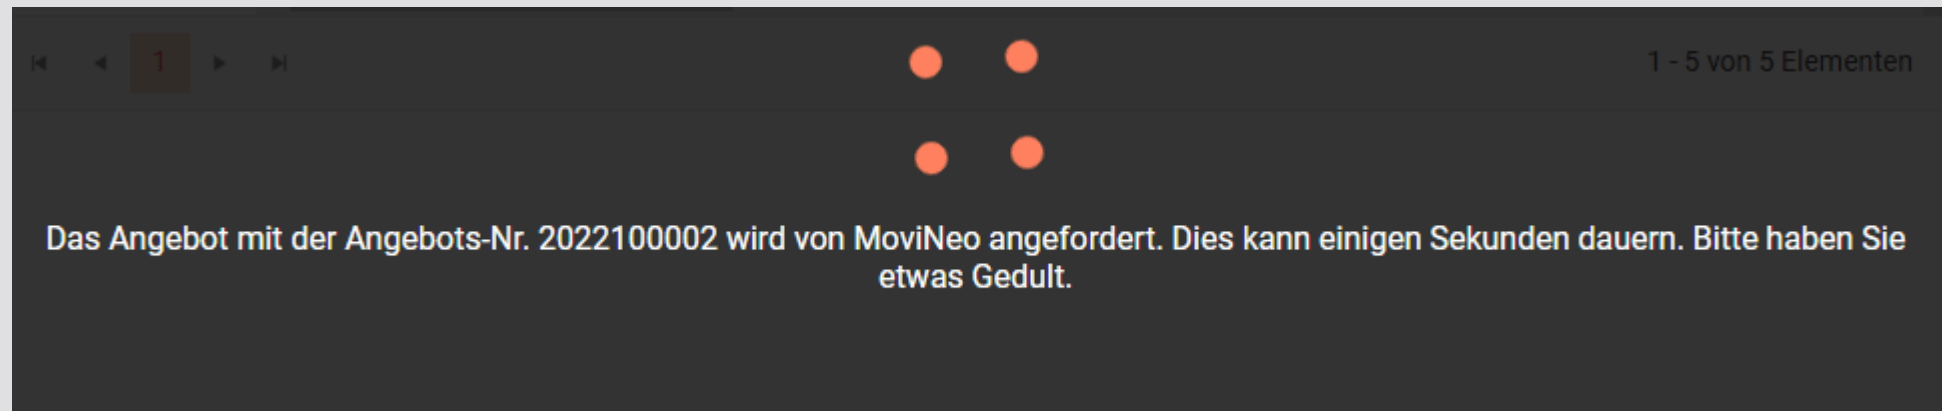 1
1 - 5 von 5 Elementen
Das Angebot mit der Angebots-Nr. 2022100002 wird von MoviNeo angefordert. Dies kann einigen Sekunden dauern. Bitte haben Sie
etwas Gedult.